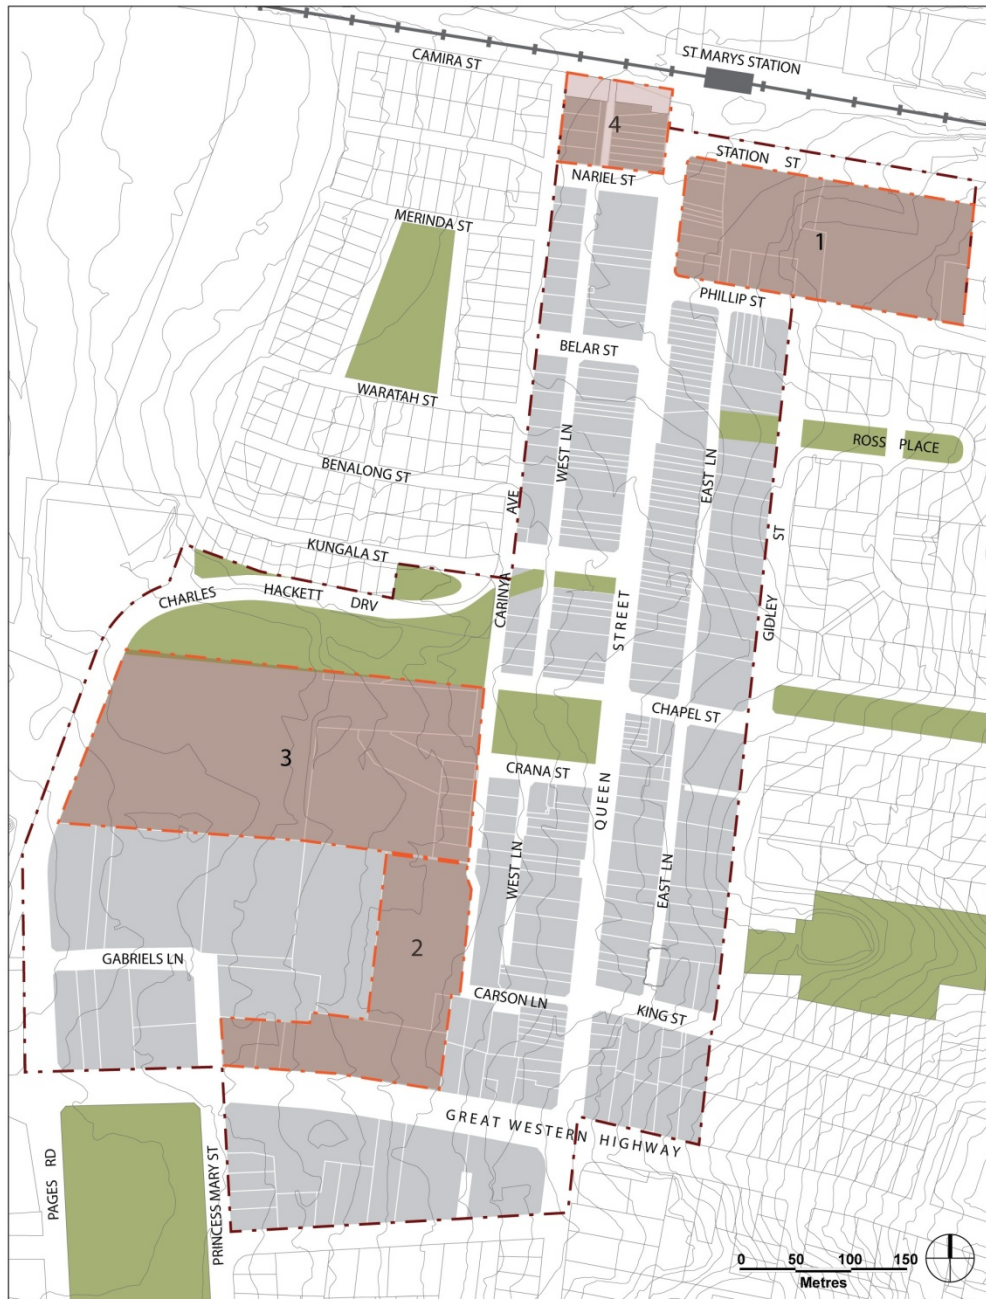 CAMIRA ST
ST MARYS STATION
4
STATION ST
NARIEL ST
MERINDA ST
1
PHILLIP ST
BELAR ST
WARATAH ST
WEST LN
EAST LN
ROSS PLACE
BENALONG ST
CARINYA AVE
GIDLEY ST
KUNGALA ST
CHARLES HACKETT DRV
QUEEN STREET
CHAPEL ST
3
CRANA ST
WEST LN
EAST LN
2
GABRIELS LN
CARSON LN
KING ST
GREAT WESTERN HIGHWAY
PAGES RD
PRINCESS MARY ST
0 50 100 150
Metres